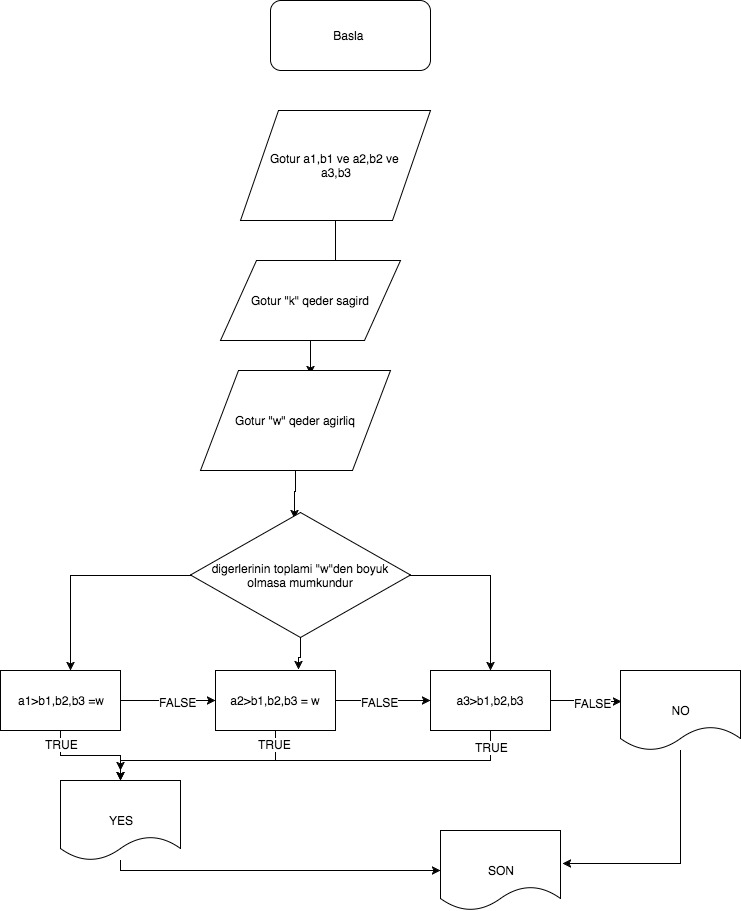 Basla
Gotur a1,b1 ve a2,b2 ve
a3,b3
Gotur "k" qeder sagird
Gotur "w" qeder agirliq
digerlerinin toplami "w"den boyuk
olmasa mumkundur
a1>b1,b2,b3 =w
FALSE
a2>b1,b2,b3 = w
FALSE
a3>b1,b2,b3
FALSE
NO
TRUE
TRUE
TRUE
YES
SON